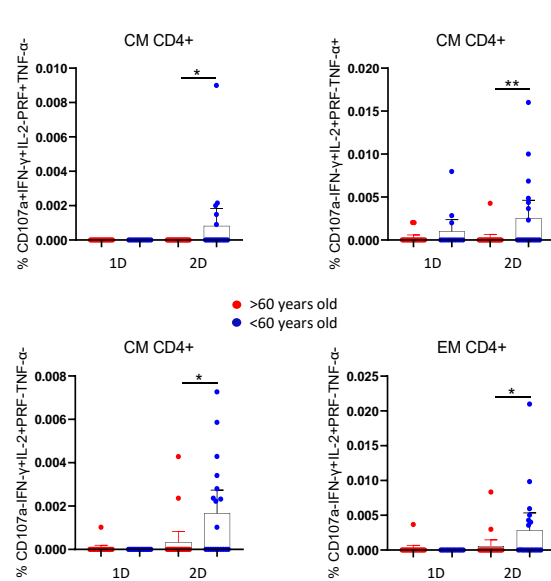 CM CD4+
% CD107a+IFN-γ+IL-2-PRF+TNF-α-
0.010
0.008
0.006
0.004
0.002
0.000
*
1D
2D
CM CD4+
% CD107a-IFN-γ+IL-2+PRF-TNF-α+
0.020
0.015
0.010
0.005
0.000
**
1D
2D
>60 years old
<60 years old
CM CD4+
% CD107a-IFN-γ+IL-2+PRF-TNF-α-
0.008
0.006
0.004
0.002
0.000
*
1D
2D
EM CD4+
% CD107a-IFN-γ+IL-2+PRF-TNF-α-
0.025
0.020
0.015
0.010
0.005
0.000
*
1D
2D